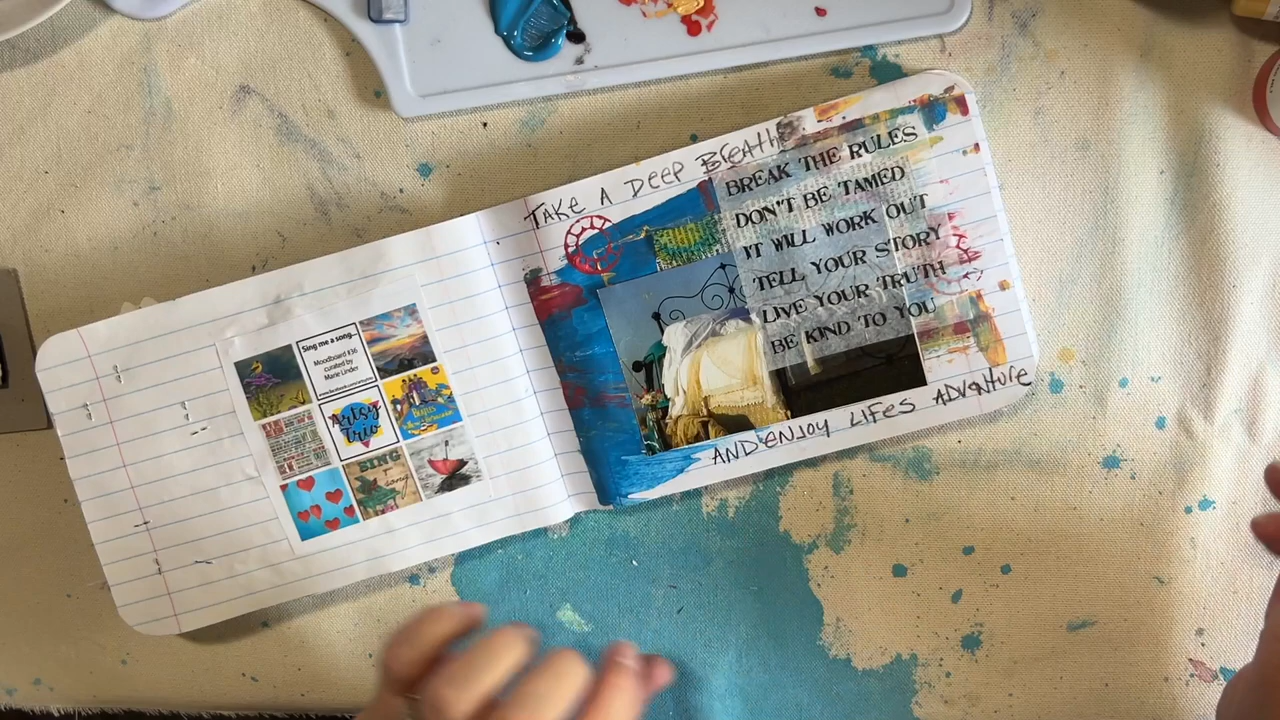 Sing me a song...
Moodboard #36
curated by
Marie Linder
Artsy
Trio
BEATLES
SING
a song
TAKE A DEEP BREATH
BREAK THE RULES
DON'T BE TAMED
IT WILL WORK OUT
TELL YOUR STORY
LIVE YOUR TRUTH
BE KIND TO YOU
AND ENJOY LIFES ADVENTURE